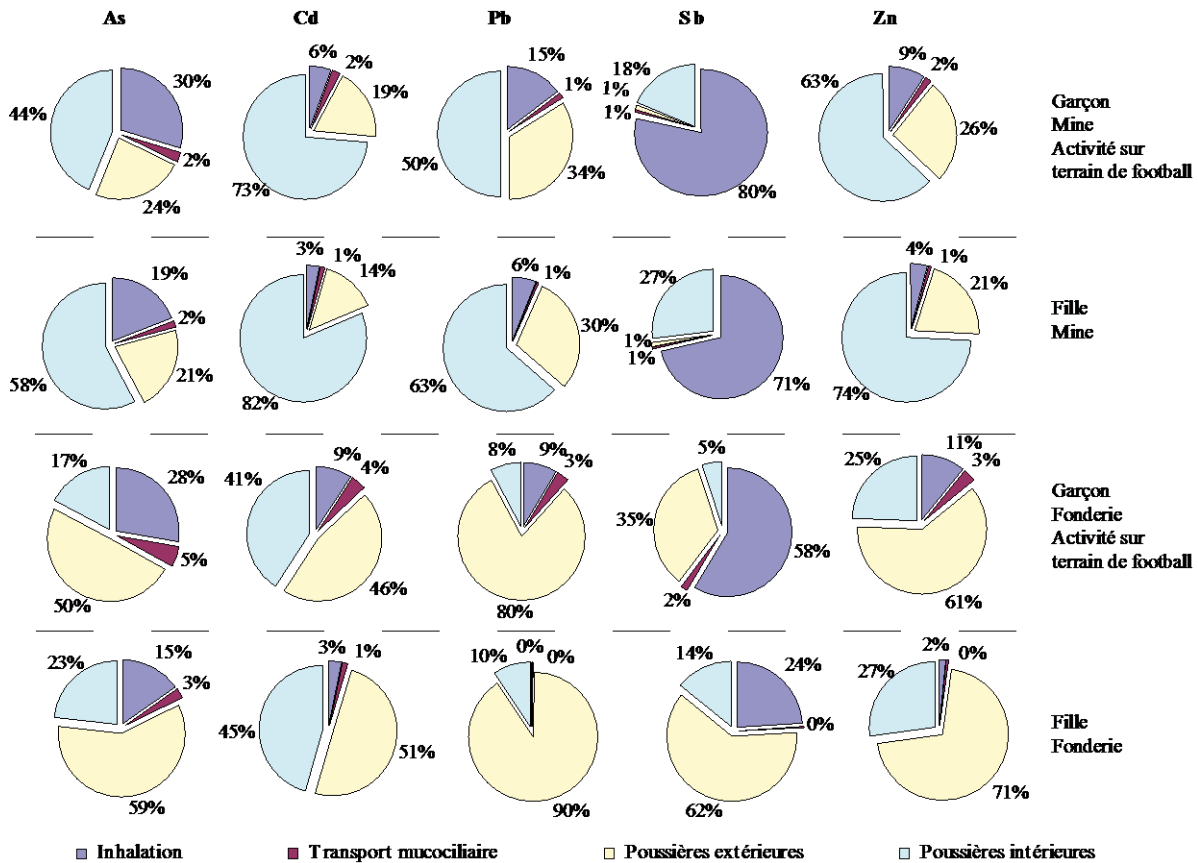 As Cd Pb Sb Zn
30% 2% 24% 44%
6% 2% 19% 73%
15% 1% 34% 50%
18% 1% 1% 80%
9% 2% 26% 63%
Garçon
Mine
Activité sur
terrain de football
19% 2% 21% 58%
3% 1% 14% 82%
6% 1% 30% 63%
27% 1% 1% 71%
4% 1% 21% 74%
Fille
Mine
17% 28% 5% 50%
41% 9% 4% 46%
8% 9% 3% 80%
5% 35% 2% 58%
25% 11% 3% 61%
Garçon
Fonderie
Activité sur
terrain de football
23% 15% 3% 59%
3% 1% 45% 51%
10% 0% 0% 90%
14% 24% 0% 62%
27% 2% 0% 71%
Fille
Fonderie
Inhalation Transport mucociliaire Poussières extérieures Poussières intérieures